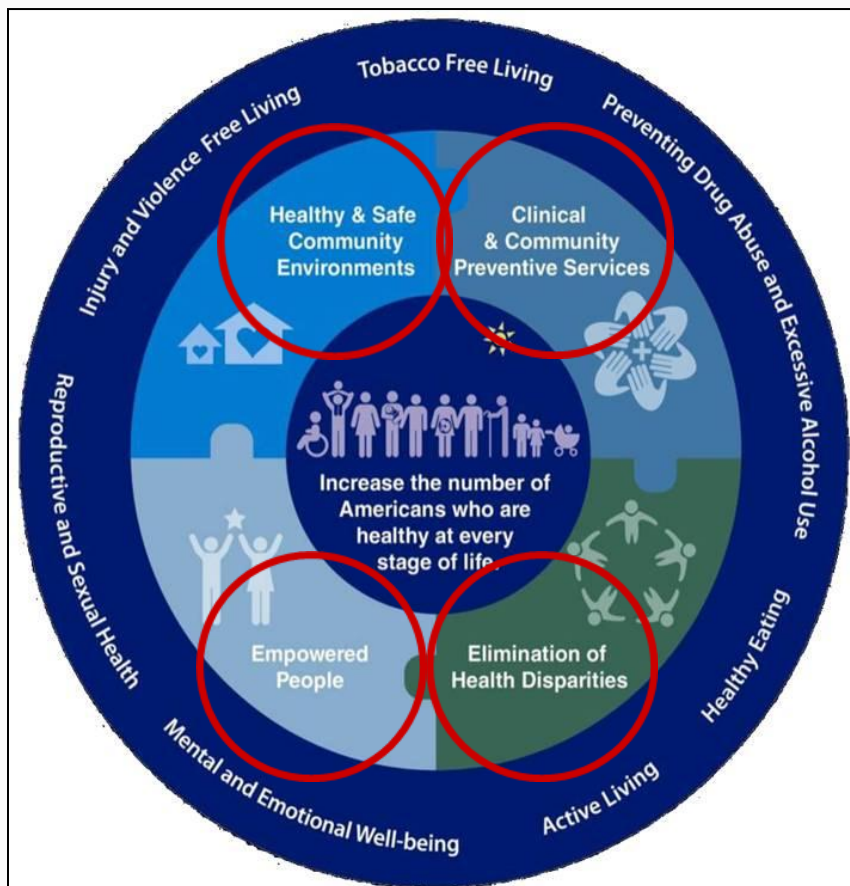 Tobacco Free Living
Preventing Drug Abuse and Excessive Alcohol Use
Healthy Eating
Active Living
Mental and Emotional Well-being
Reproductive and Sexual Health
Injury and Violence Free Living
Healthy & Safe
Community
Environments
Clinical
& Community
Preventive Services
Increase the number of
Americans who are
healthy at every
stage of life.
Empowered
People
Elimination of
Health Disparities